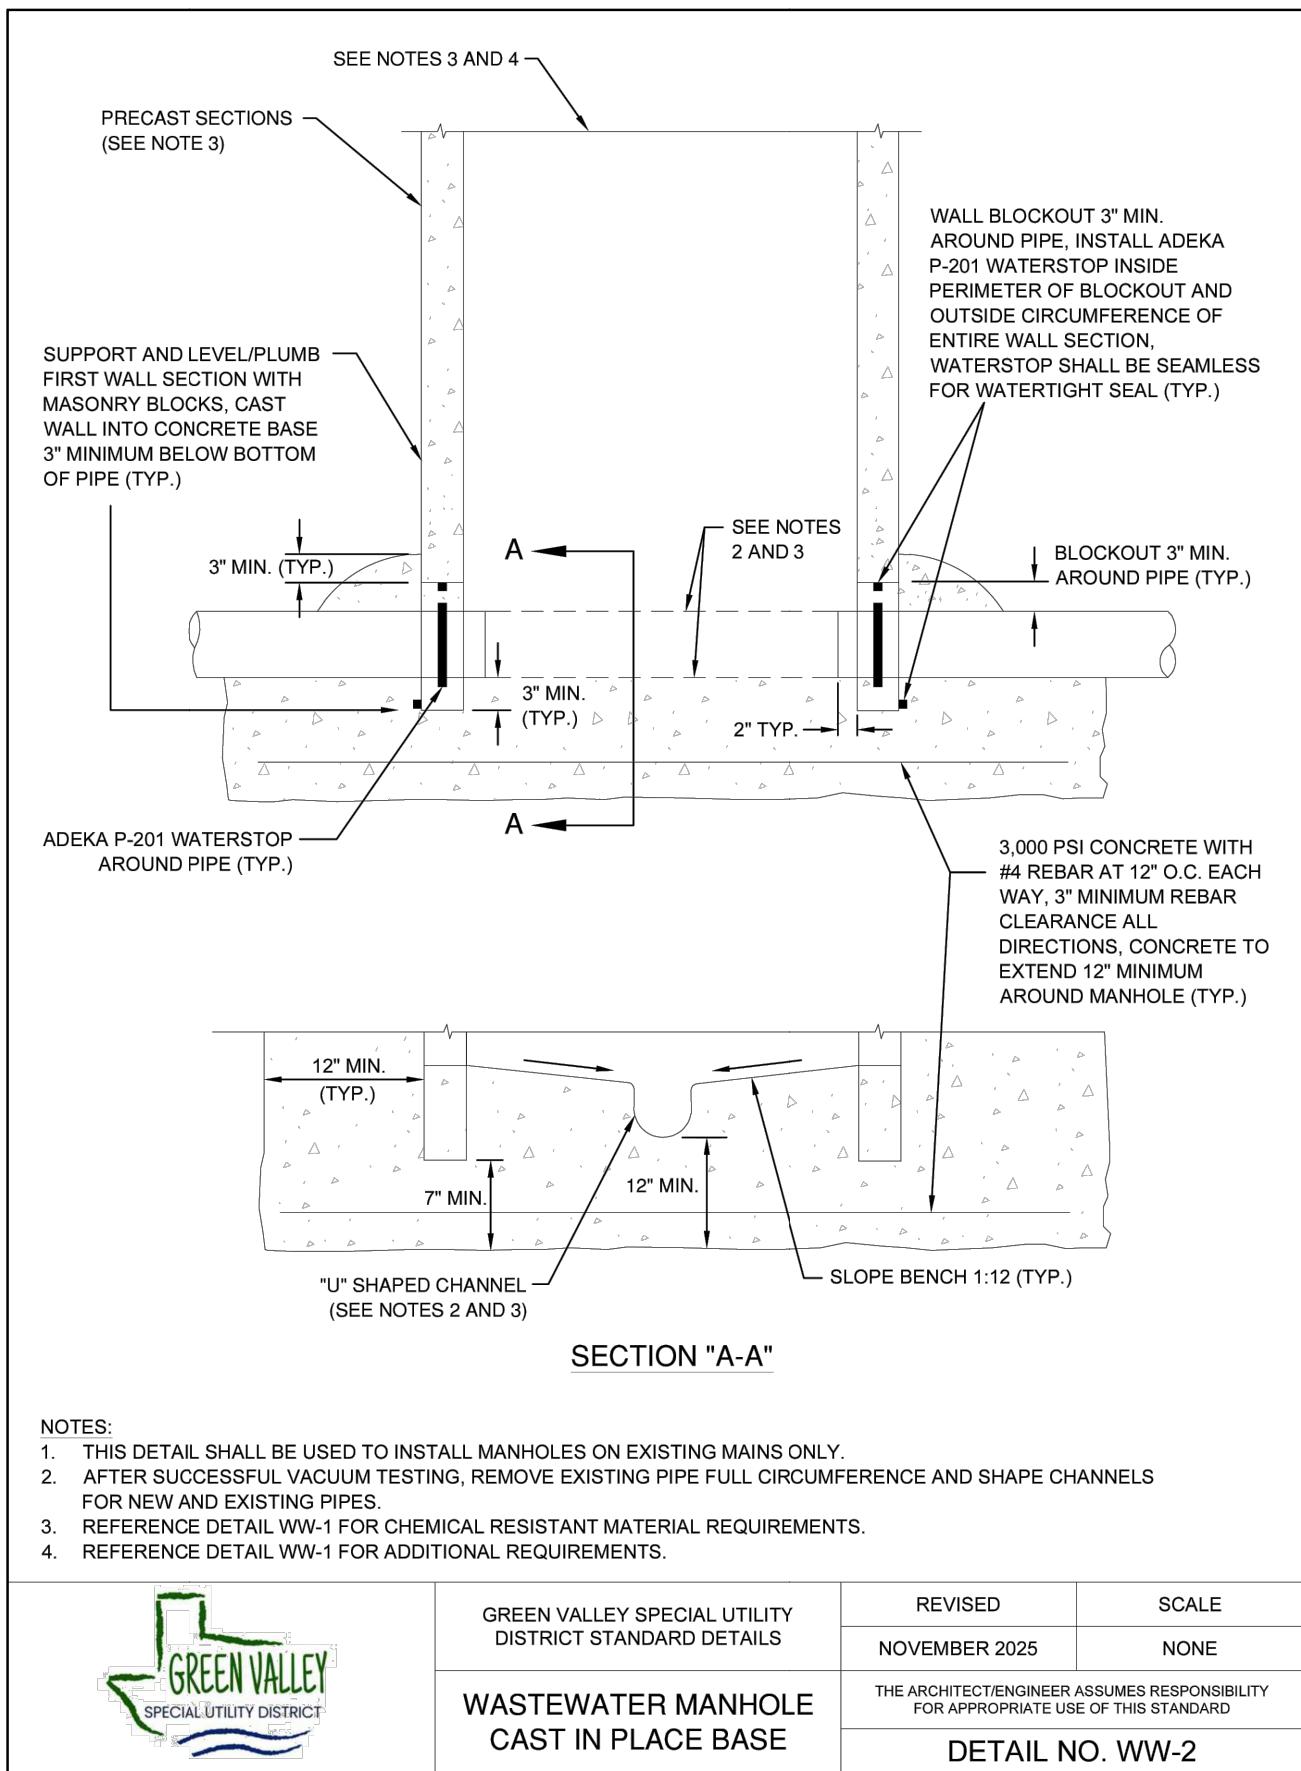 SEE NOTES 3 AND 4
PRECAST SECTIONS
(SEE NOTE 3)
WALL BLOCKOUT 3" MIN.
AROUND PIPE, INSTALL ADEKA
P-201 WATERSTOP INSIDE
PERIMETER OF BLOCKOUT AND
OUTSIDE CIRCUMFERENCE OF
ENTIRE WALL SECTION,
WATERSTOP SHALL BE SEAMLESS
FOR WATERTIGHT SEAL (TYP.)
SUPPORT AND LEVEL/PLUMB
FIRST WALL SECTION WITH
MASONRY BLOCKS, CAST
WALL INTO CONCRETE BASE
3" MINIMUM BELOW BOTTOM
OF PIPE (TYP.)
SEE NOTES
2 AND 3
A
3" MIN. (TYP.)
BLOCKOUT 3" MIN.
AROUND PIPE (TYP.)
3" MIN.
(TYP.)
2" TYP.
A
ADEKA P-201 WATERSTOP
AROUND PIPE (TYP.)
3,000 PSI CONCRETE WITH
#4 REBAR AT 12" O.C. EACH
WAY, 3" MINIMUM REBAR
CLEARANCE ALL
DIRECTIONS, CONCRETE TO
EXTEND 12" MINIMUM
AROUND MANHOLE (TYP.)
12" MIN.
(TYP.)
7" MIN.
12" MIN.
"U" SHAPED CHANNEL
(SEE NOTES 2 AND 3)
SLOPE BENCH 1:12 (TYP.)
SECTION "A-A"
NOTES:
1. THIS DETAIL SHALL BE USED TO INSTALL MANHOLES ON EXISTING MAINS ONLY.
2. AFTER SUCCESSFUL VACUUM TESTING, REMOVE EXISTING PIPE FULL CIRCUMFERENCE AND SHAPE CHANNELS
FOR NEW AND EXISTING PIPES.
3. REFERENCE DETAIL WW-1 FOR CHEMICAL RESISTANT MATERIAL REQUIREMENTS.
4. REFERENCE DETAIL WW-1 FOR ADDITIONAL REQUIREMENTS.
GREEN VALLEY
SPECIAL UTILITY DISTRICT
GREEN VALLEY SPECIAL UTILITY
DISTRICT STANDARD DETAILS
WASTEWATER MANHOLE
CAST IN PLACE BASE
REVISED
SCALE
NOVEMBER 2025
NONE
THE ARCHITECT/ENGINEER ASSUMES RESPONSIBILITY
FOR APPROPRIATE USE OF THIS STANDARD
DETAIL NO. WW-2